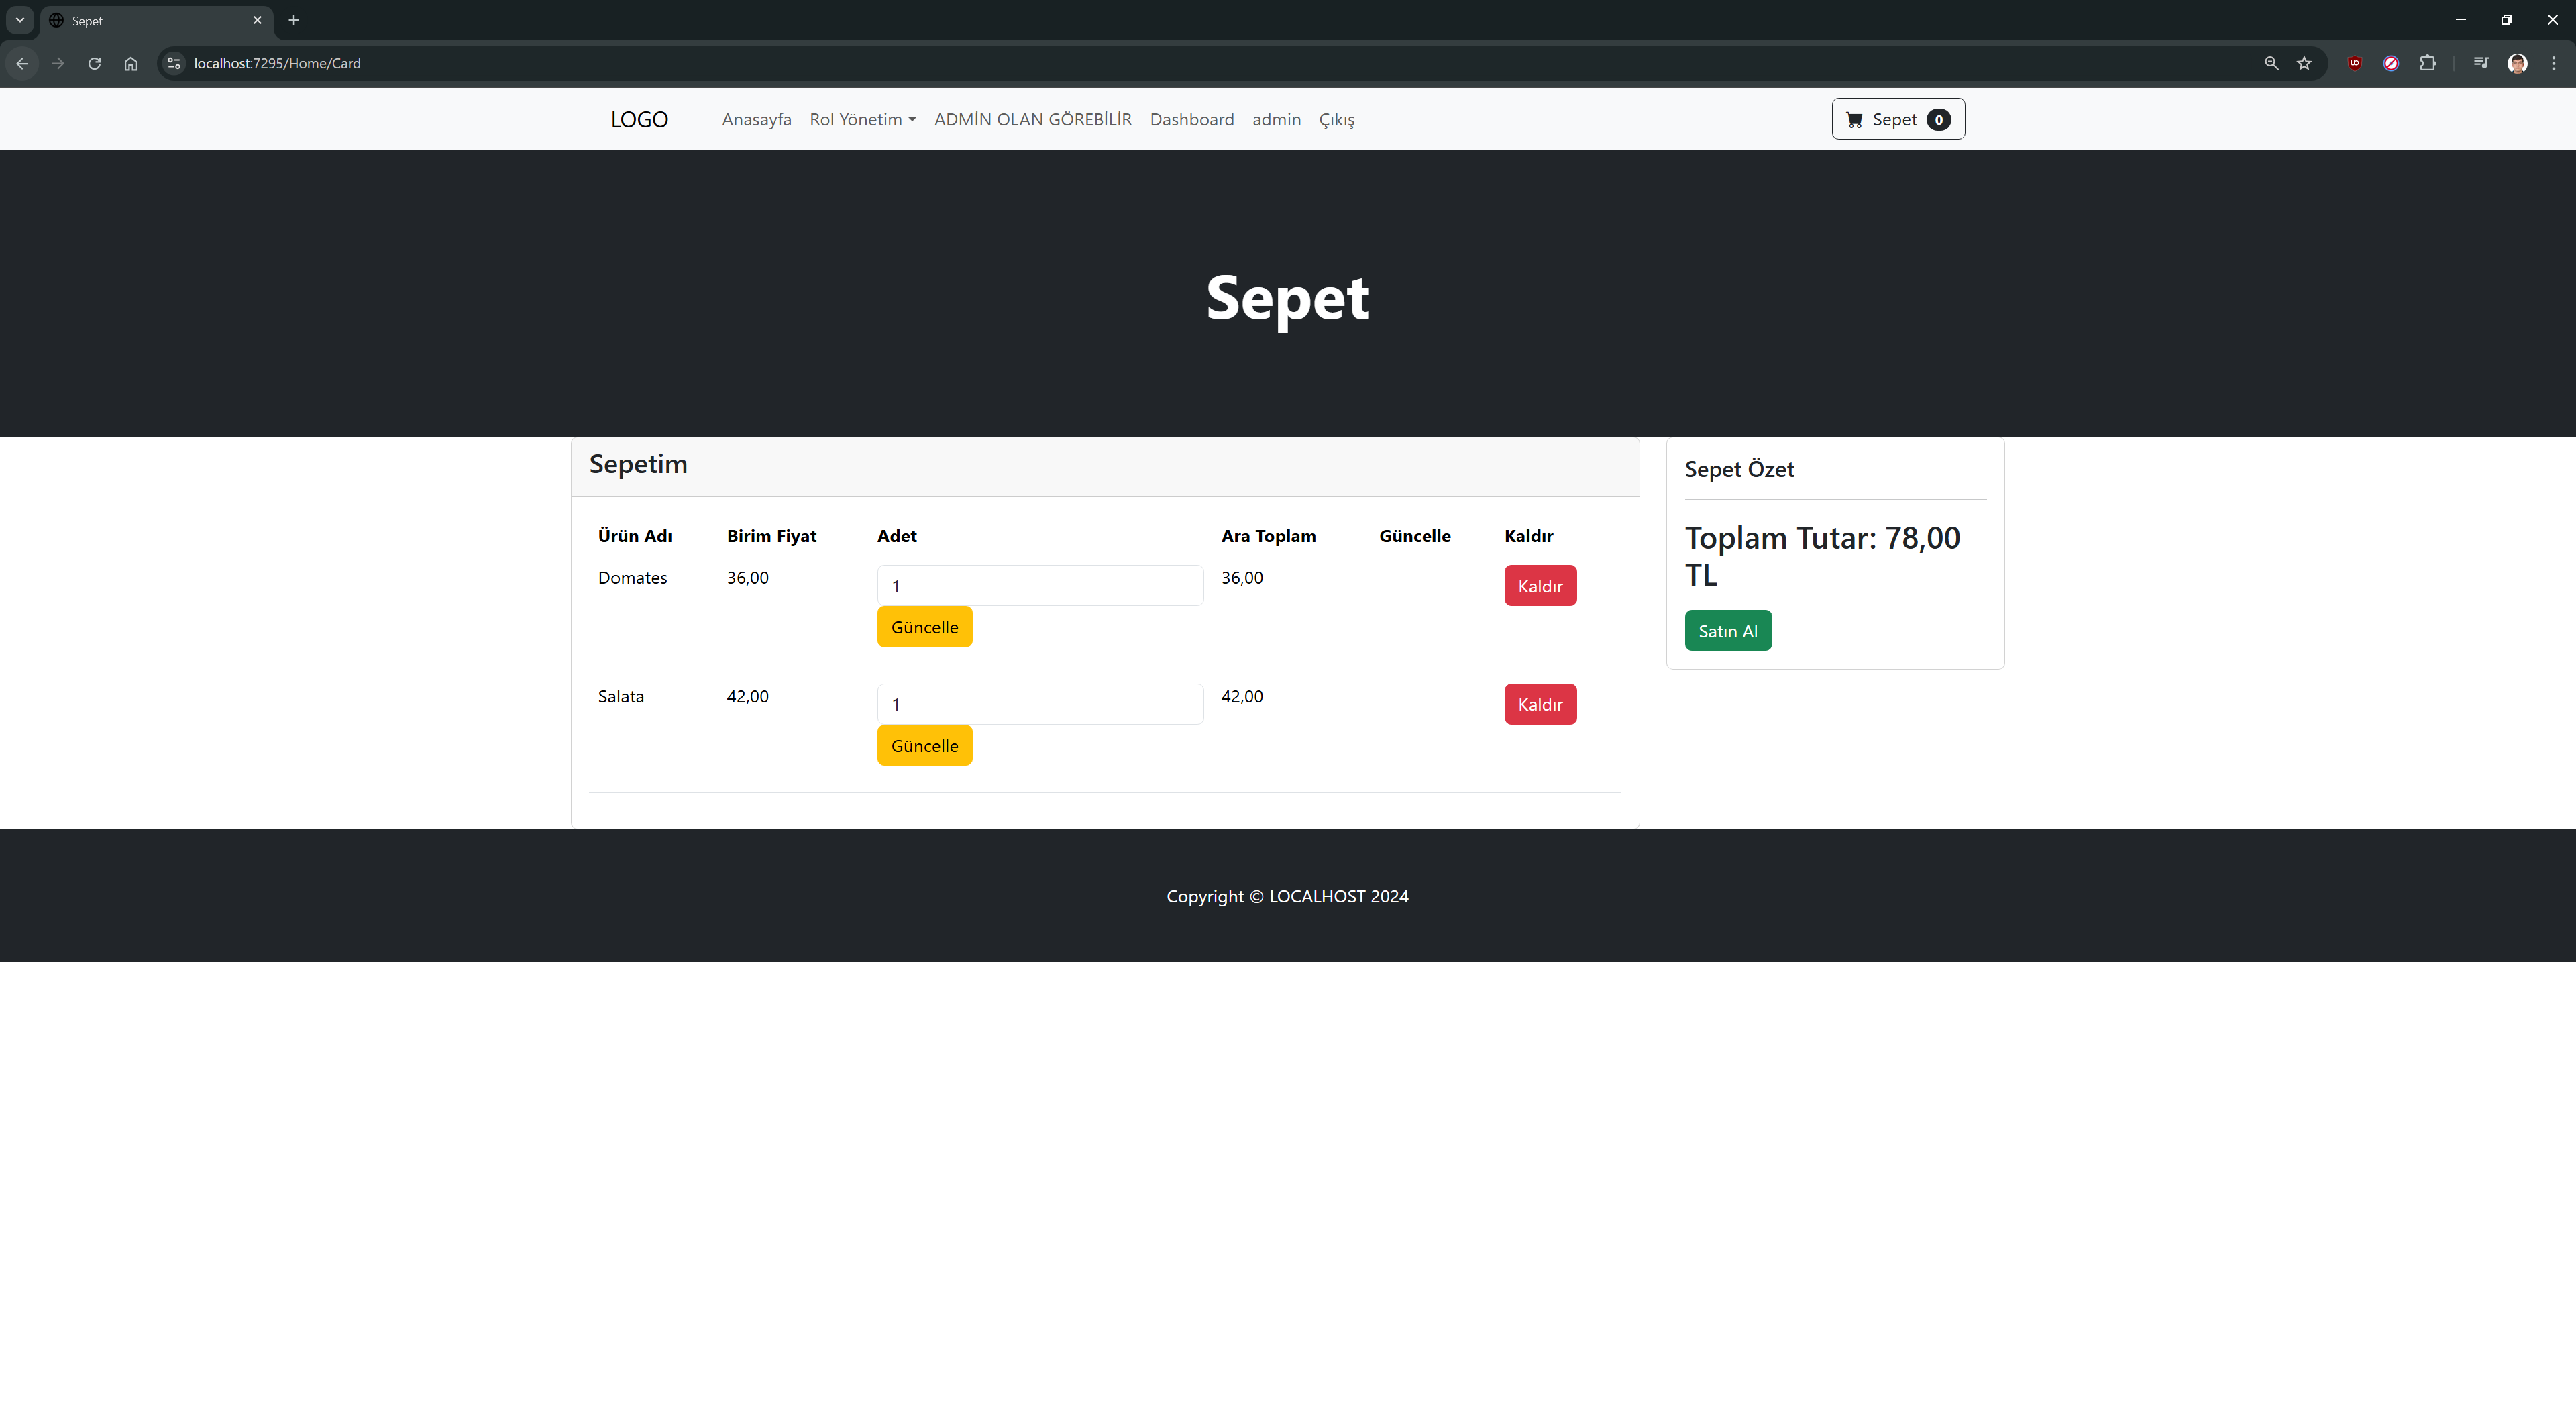 Sepet
localhost:7295/Home/Card
LOGO Anasayfa Rol Yönetim ADMİN OLAN GÖREBİLİR Dashboard admin Çıkış Sepet 0
Sepet
Sepetim
Ürün Adı Birim Fiyat Adet Ara Toplam Güncelle Kaldır
Domates 36,00 1 36,00 Kaldır
Güncelle
Salata 42,00 1 42,00 Kaldır
Güncelle
Sepet Özet
Toplam Tutar: 78,00
TL
Satın Al
Copyright © LOCALHOST 2024